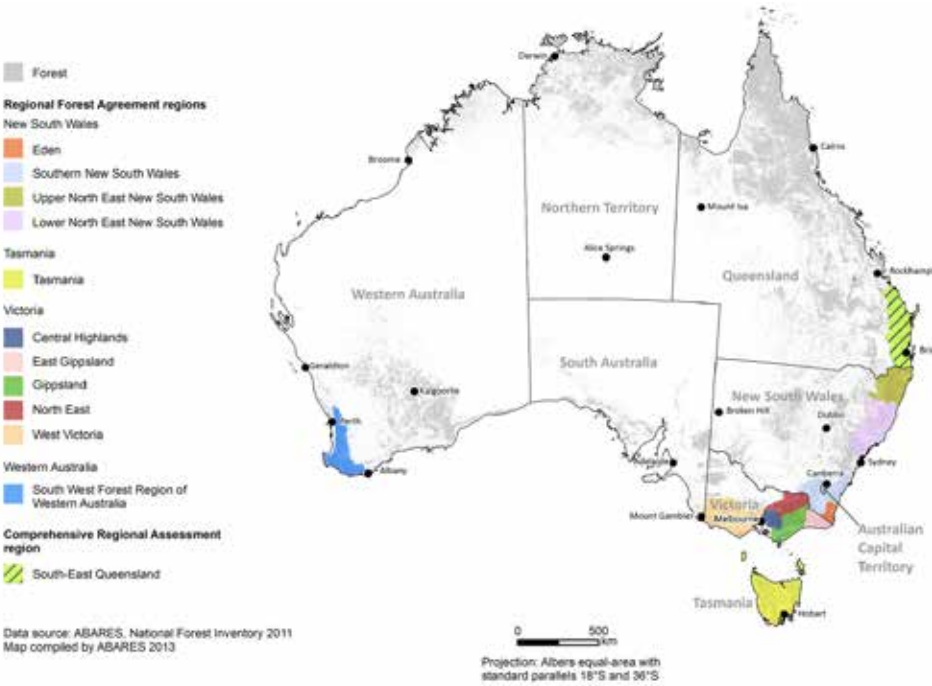 Forest
Regional Forest Agreement regions
New South Wales
Eden
Southern New South Wales
Upper North East New South Wales
Lower North East New South Wales
Tasmania
Tasmania
Victoria
Central Highlands
East Gippsland
Gippsland
North East
West Victoria
Western Australia
South West Forest Region of
Western Australia
Comprehensive Regional Assessment
region
South-East Queensland
Data source: ABARES, National Forest Inventory 2011
Map compiled by ABARES 2013
Darwin
Broome
Cairns
Northern Territory
Mount Isa
Alice Springs
Rockhamp
Queensland
Western Australia
South Australia
Bris
Geraldton
Kalgoorlie
New South Wales
Broken Hill
Dubbo
Perth
Albany
Adelaide
Sydney
Canberra
Victoria
Mount Gambier
Melbourne
Australian
Capital
Territory
Tasmania
Hobart
0 500
km
Projection: Albers equal-area with
standard parallels 18°S and 36°S